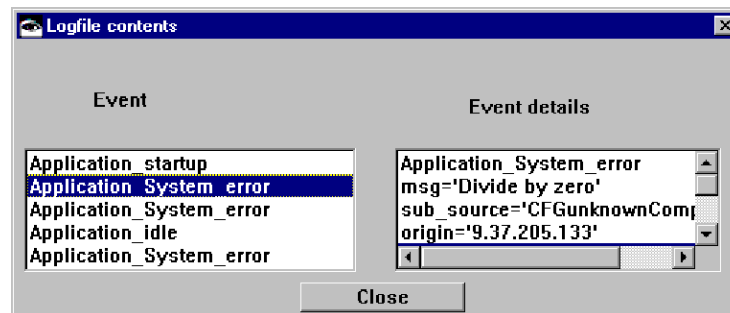 Logfile contents
Event
Event details
Application_startup
Application_System_error
Application_System_error
Application_idle
Application_System_error
Application_System_error
msg='Divide by zero'
sub_source='CFGunknownComp
origin='9.37.205.133'
Close